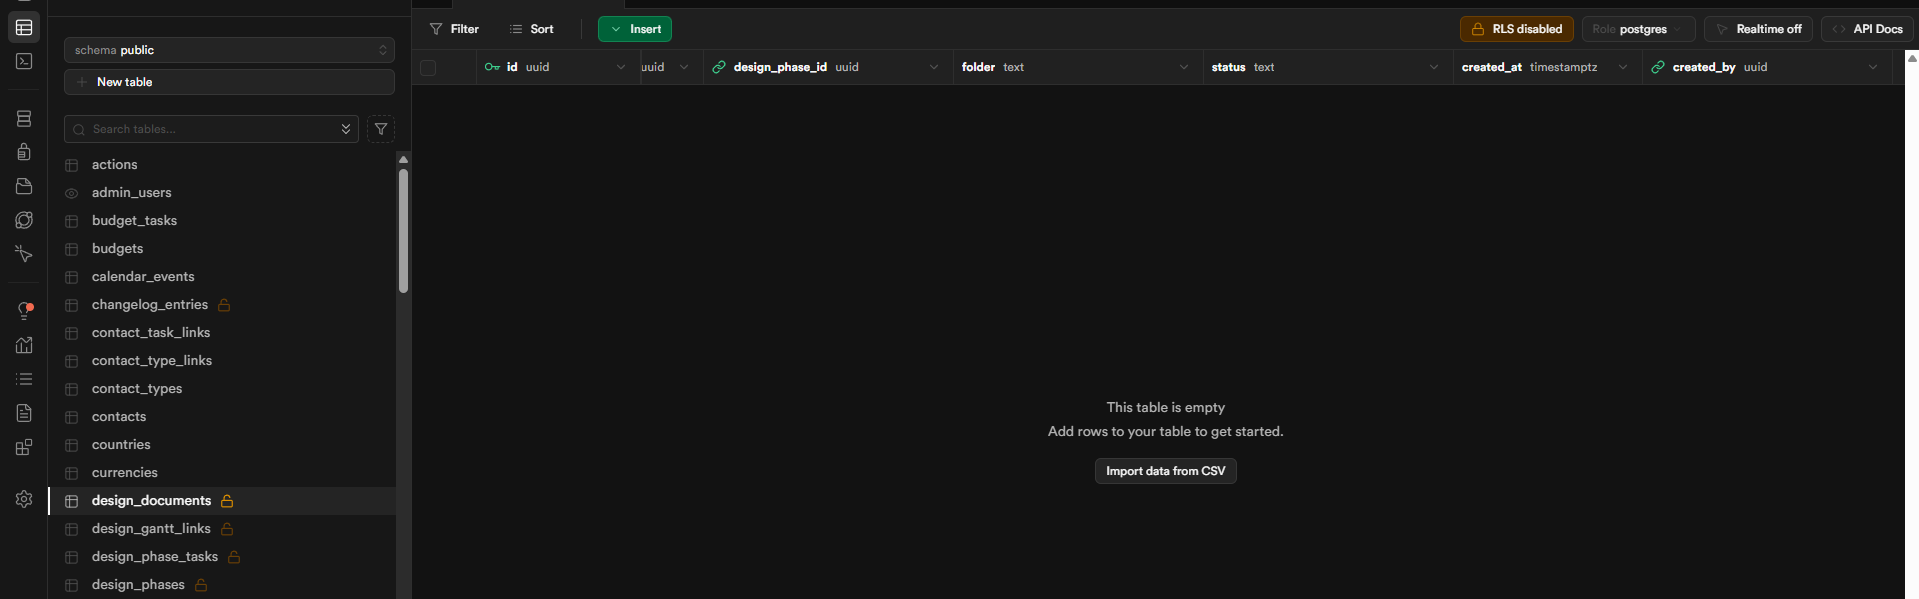 schema public
New table
Search tables...
actions
admin_users
budget_tasks
budgets
calendar_events
changelog_entries
contact_task_links
contact_type_links
contact_types
contacts
countries
currencies
design_documents
design_gantt_links
design_phase_tasks
design_phases
Filter Sort Insert RLS disabled Role postgres Realtime off API Docs
id uuid uuid design_phase_id uuid folder text status text created_at timestamptz created_by uuid
This table is empty
Add rows to your table to get started.
Import data from CSV